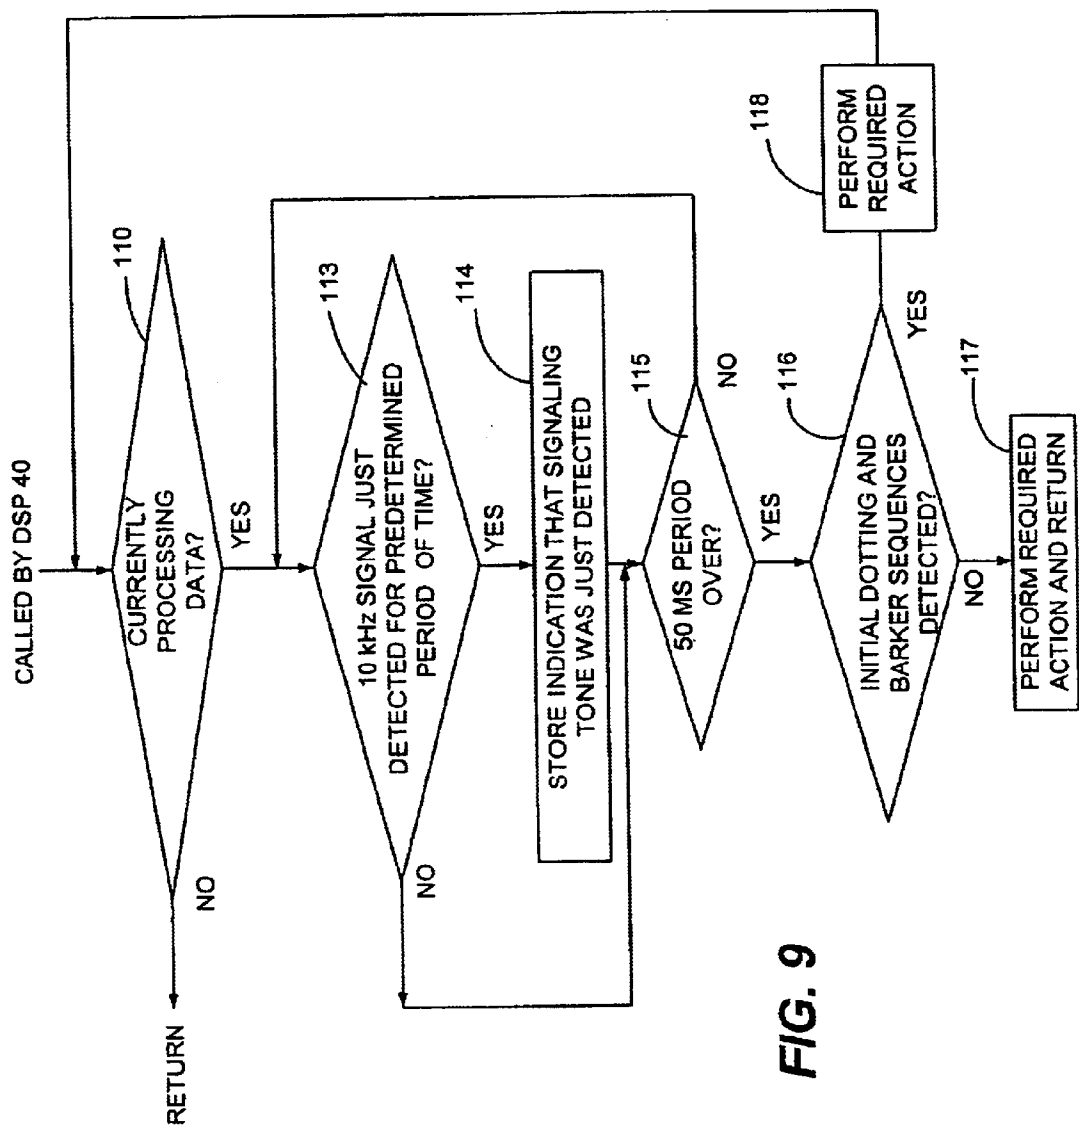 CALLED BY DSP 40
CURRENTLY
PROCESSING
DATA?
110
NO
RETURN
YES
10 kHz SIGNAL JUST
DETECTED FOR PREDETERMINED
PERIOD OF TIME?
113
NO
YES
STORE INDICATION THAT SIGNALING
TONE WAS JUST DETECTED
114
50 MS PERIOD
OVER?
115
NO
YES
INITIAL DOTTING AND
BARKER SEQUENCES
DETECTED?
116
YES
NO
PERFORM
REQUIRED
ACTION
118
PERFORM REQUIRED
ACTION AND RETURN
117
FIG. 9